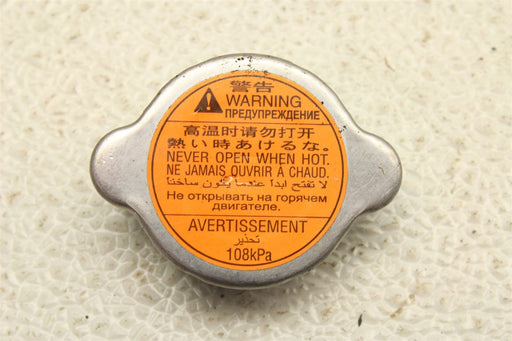 警告
WARNING
ПРЕДУПРЕЖДЕНИЕ
高温时请勿打开
熱い時あけるな。
NEVER OPEN WHEN HOT.
NE JAMAIS OUVRIR A CHAUD.
لا تفتح ابدًا عندما يكون ساخنًا
Не открывать на горячем
двигателе.
AVERTISSEMENT
تحذير
108kPa